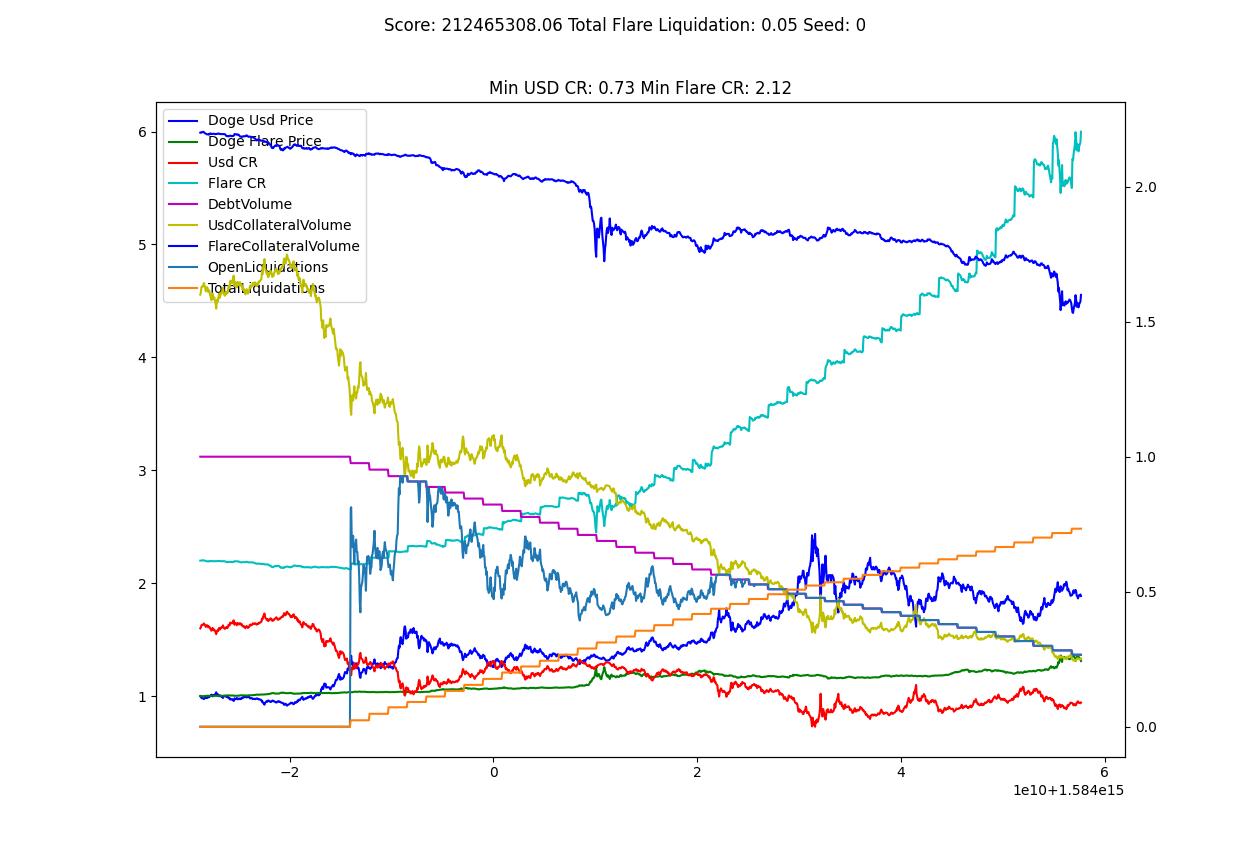 Score: 212465308.06 Total Flare Liquidation: 0.05 Seed: 0
Min USD CR: 0.73 Min Flare CR: 2.12
Doge Usd Price
Doge Flare Price
Usd CR
Flare CR
DebtVolume
UsdCollateralVolume
FlareCollateralVolume
OpenLiquidations
TotalLiquidations
6
5
4
3
2
1
2.0
1.5
1.0
0.5
0.0
−2
0
2
4
6
1e10+1.584e15